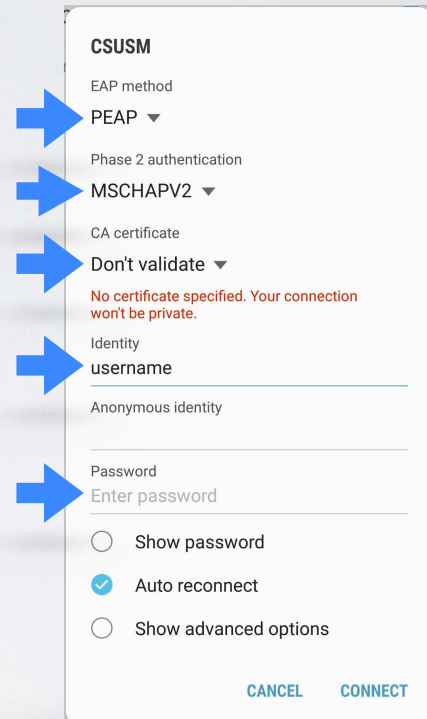 CSUSM
EAP method
PEAP
Phase 2 authentication
MSCHAPV2
CA certificate
Don't validate
No certificate specified. Your connection
won't be private.
Identity
username
Anonymous identity
Password
Enter password
Show password
Auto reconnect
Show advanced options
CANCEL CONNECT